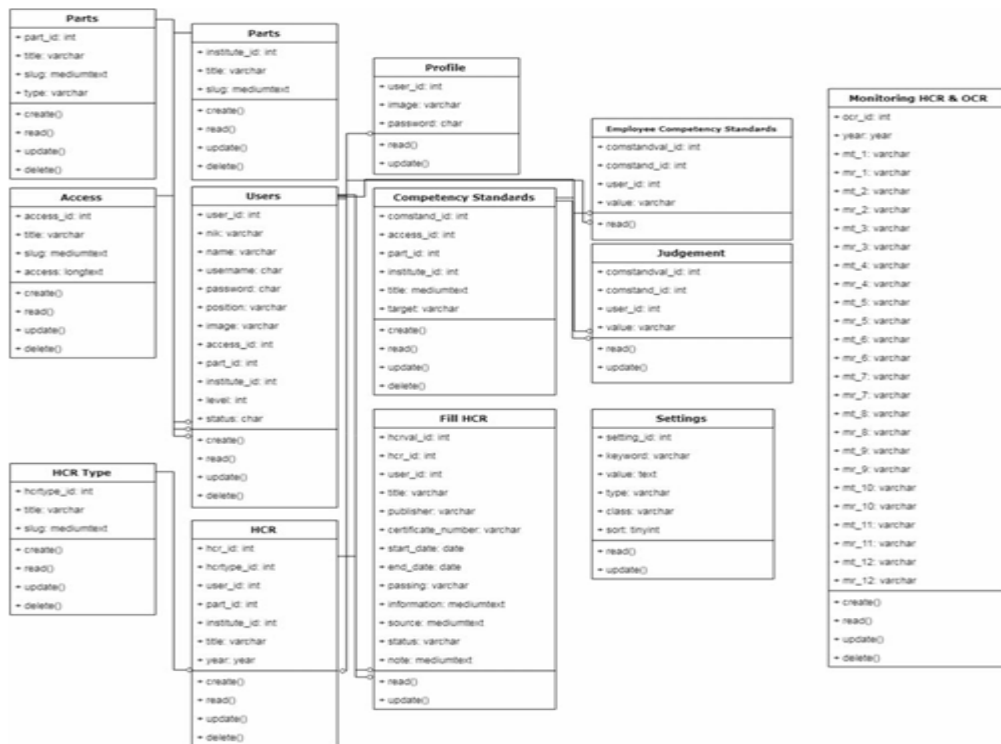 Parts
+ part_id: int
+ title: varchar
+ slug: mediumtext
+ type: varchar
+ create()
+ read()
+ update()
+ delete()
Parts
+ institute_id: int
+ title: varchar
+ slug: mediumtext
+ create()
+ read()
+ update()
+ delete()
Profile
+ user_id: int
+ image: varchar
+ password: char
+ read()
+ update()
Employee Competency Standards
+ comstandval_id: int
+ comstand_id: int
+ user_id: int
+ value: varchar
+ read()
Monitoring HCR & OCR
+ ocr_id: int
+ year: year
+ mt_1: varchar
+ mr_1: varchar
+ mt_2: varchar
+ mr_2: varchar
+ mt_3: varchar
+ mr_3: varchar
+ mt_4: varchar
+ mr_4: varchar
+ mt_5: varchar
+ mr_5: varchar
+ mt_6: varchar
+ mr_6: varchar
+ mt_7: varchar
+ mr_7: varchar
+ mt_8: varchar
+ mr_8: varchar
+ mt_9: varchar
+ mr_9: varchar
+ mt_10: varchar
+ mr_10: varchar
+ mt_11: varchar
+ mr_11: varchar
+ mt_12: varchar
+ mr_12: varchar
+ create()
+ read()
+ update()
+ delete()
Access
+ access_id: int
+ title: varchar
+ slug: mediumtext
+ access: longtext
+ create()
+ read()
+ update()
+ delete()
Users
+ user_id: int
+ nik: varchar
+ name: varchar
+ username: char
+ password: char
+ position: varchar
+ image: varchar
+ access_id: int
+ part_id: int
+ institute_id: int
+ level: int
+ status: char
+ create()
+ read()
+ update()
+ delete()
Competency Standards
+ comstand_id: int
+ access_id: int
+ part_id: int
+ institute_id: int
+ title: mediumtext
+ target: varchar
+ create()
+ read()
+ update()
+ delete()
Judgement
+ comstandval_id: int
+ comstand_id: int
+ user_id: int
+ value: varchar
+ read()
+ update()
HCR Type
+ hcrtype_id: int
+ title: varchar
+ slug: mediumtext
+ create()
+ read()
+ update()
+ delete()
HCR
+ hcr_id: int
+ hcrtype_id: int
+ user_id: int
+ part_id: int
+ institute_id: int
+ title: varchar
+ year: year
+ create()
+ read()
+ update()
+ delete()
Fill HCR
+ hcrval_id: int
+ hcr_id: int
+ user_id: int
+ title: varchar
+ publisher: varchar
+ certificate_number: varchar
+ start_date: date
+ end_date: date
+ passing: varchar
+ information: mediumtext
+ source: mediumtext
+ status: varchar
+ note: mediumtext
+ read()
+ update()
Settings
+ setting_id: int
+ keyword: varchar
+ value: text
+ type: varchar
+ class: varchar
+ sort: tinyint
+ read()
+ update()